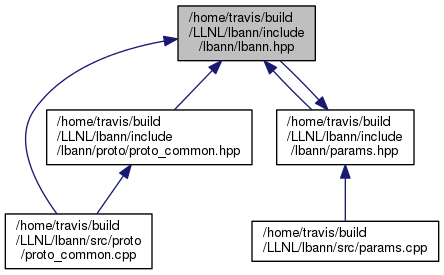 /home/travis/build
/LLNL/lbann/include
/lbann/lbann.hpp
/home/travis/build
/LLNL/lbann/include
lbann/proto/proto_common.hpp
/home/travis/build
/LLNL/lbann/include
/lbann/params.hpp
/home/travis/build
/LLNL/lbann/src/proto
/proto_common.cpp
/home/travis/build
/LLNL/lbann/src/params.cpp